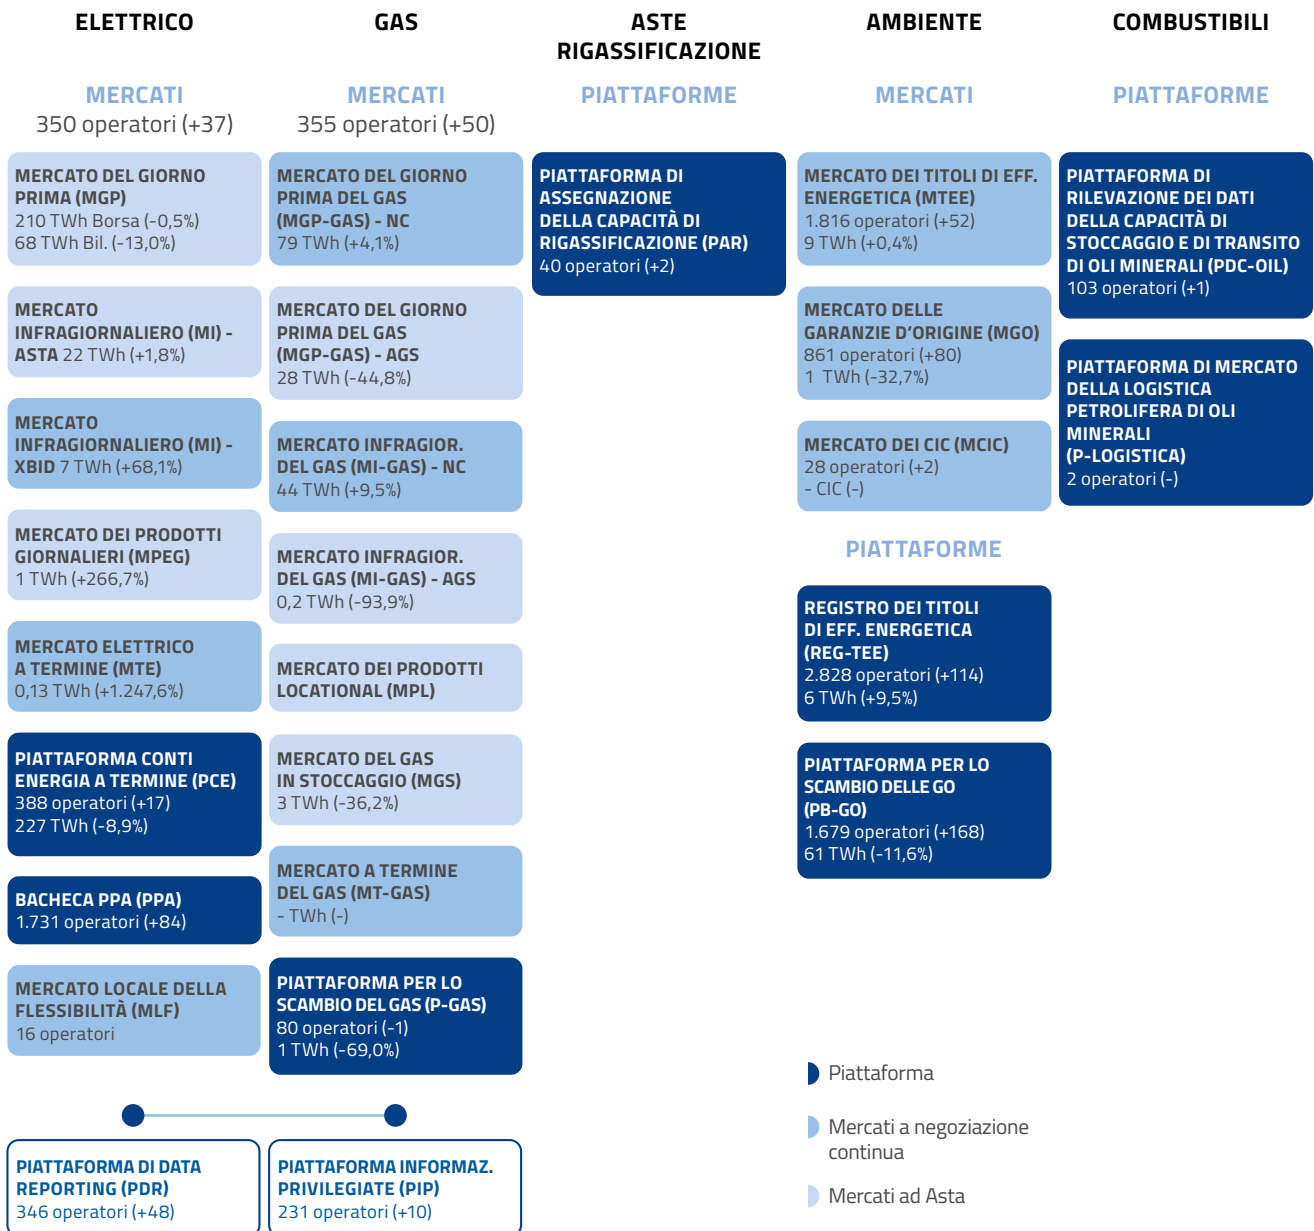 ELETTRICO
MERCATI
350 operatori (+37)
MERCATO DEL GIORNO
PRIMA (MGP)
210 TWh Borsa (-0,5%)
68 TWh Bil. (-13,0%)
MERCATO
INFRAGIORNALIERO (MI) -
ASTA 22 TWh (+1,8%)
MERCATO
INFRAGIORNALIERO (MI) -
XBID 7 TWh (+68,1%)
MERCATO DEI PRODOTTI
GIORNALIERI (MPEG)
1 TWh (+266,7%)
MERCATO ELETTRICO
A TERMINE (MTE)
0,13 TWh (+1.247,6%)
PIATTAFORMA CONTI
ENERGIA A TERMINE (PCE)
388 operatori (+17)
227 TWh (-8,9%)
BACHECA PPA (PPA)
1.731 operatori (+84)
MERCATO LOCALE DELLA
FLESSIBILITÀ (MLF)
16 operatori
GAS
MERCATI
355 operatori (+50)
MERCATO DEL GIORNO
PRIMA DEL GAS
(MGP-GAS) - NC
79 TWh (+4,1%)
MERCATO DEL GIORNO
PRIMA DEL GAS
(MGP-GAS) - AGS
28 TWh (-44,8%)
MERCATO INFRAGIOR.
DEL GAS (MI-GAS) - NC
44 TWh (+9,5%)
MERCATO INFRAGIOR.
DEL GAS (MI-GAS) - AGS
0,2 TWh (-93,9%)
MERCATO DEI PRODOTTI
LOCATIONAL (MPL)
MERCATO DEL GAS
IN STOCCAGGIO (MGS)
3 TWh (-36,2%)
MERCATO A TERMINE
DEL GAS (MT-GAS)
- TWh (-)
PIATTAFORMA PER LO
SCAMBIO DEL GAS (P-GAS)
80 operatori (-1)
1 TWh (-69,0%)
PIATTAFORMA DI DATA
REPORTING (PDR)
346 operatori (+48)
PIATTAFORMA INFORMAZ.
PRIVILEGIATE (PIP)
231 operatori (+10)
ASTE
RIGASSIFICAZIONE
PIATTAFORME
PIATTAFORMA DI
ASSEGNAZIONE
DELLA CAPACITÀ DI
RIGASSIFICAZIONE (PAR)
40 operatori (+2)
AMBIENTE
MERCATI
MERCATO DEI TITOLI DI EFF.
ENERGETICA (MTEE)
1.816 operatori (+52)
9 TWh (+0,4%)
MERCATO DELLE
GARANZIE D'ORIGINE (MGO)
861 operatori (+80)
1 TWh (-32,7%)
MERCATO DEI CIC (MCIC)
28 operatori (+2)
- CIC (-)
PIATTAFORME
REGISTRO DEI TITOLI
DI EFF. ENERGETICA
(REG-TEE)
2.828 operatori (+114)
6 TWh (+9,5%)
PIATTAFORMA PER LO
SCAMBIO DELLE GO
(PB-GO)
1.679 operatori (+168)
61 TWh (-11,6%)
COMBUSTIBILI
PIATTAFORME
PIATTAFORMA DI
RILEVAZIONE DEI DATI
DELLA CAPACITÀ DI
STOCCAGGIO E DI TRANSITO
DI OLI MINERALI (PDC-OIL)
103 operatori (+1)
PIATTAFORMA DI MERCATO
DELLA LOGISTICA
PETROLIFERA DI OLI
MINERALI
(P-LOGISTICA)
2 operatori (-)
Piattaforma
Mercati a negoziazione
continua
Mercati ad Asta